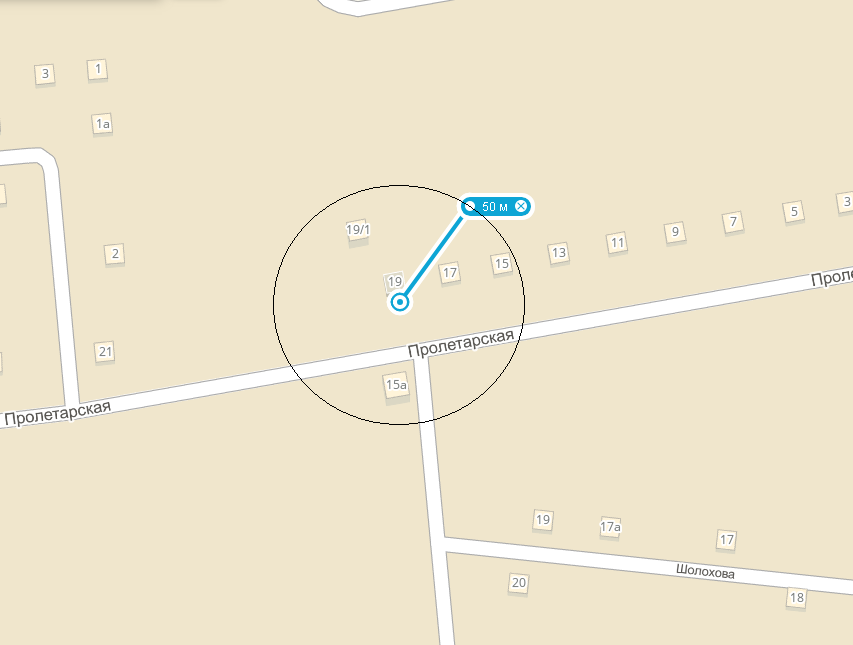 1
3
1а
3
5
50 м
7
19/1
9
11
2
13
15
17
Проле
19
Пролетарская
21
15а
Пролетарская
19
17а
17
Шолохова
20
18